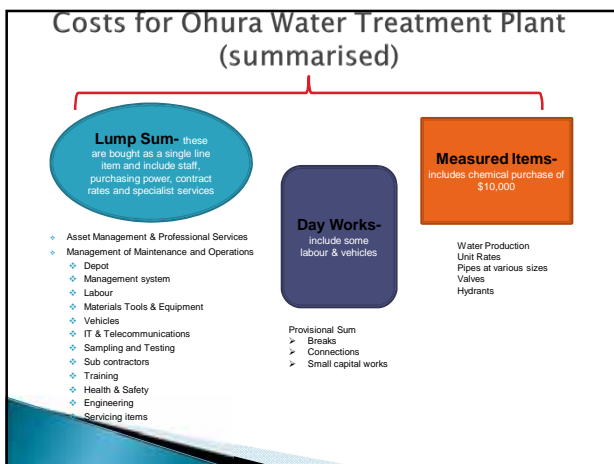 Costs for Ohura Water Treatment Plant
(summarised)
Lump Sum- these
are bought as a single line
item and include staff,
purchasing power, contract
rates and specialist services
Asset Management & Professional Services
Management of Maintenance and Operations
Depot
Management system
Labour
Materials Tools & Equipment
Vehicles
IT & Telecommunications
Sampling and Testing
Sub contractors
Training
Health & Safety
Engineering
Servicing items
Day Works-
include some
labour & vehicles
Provisional Sum
Breaks
Connections
Small capital works
Measured Items-
includes chemical purchase of
$10,000
Water Production
Unit Rates
Pipes at various sizes
Valves
Hydrants